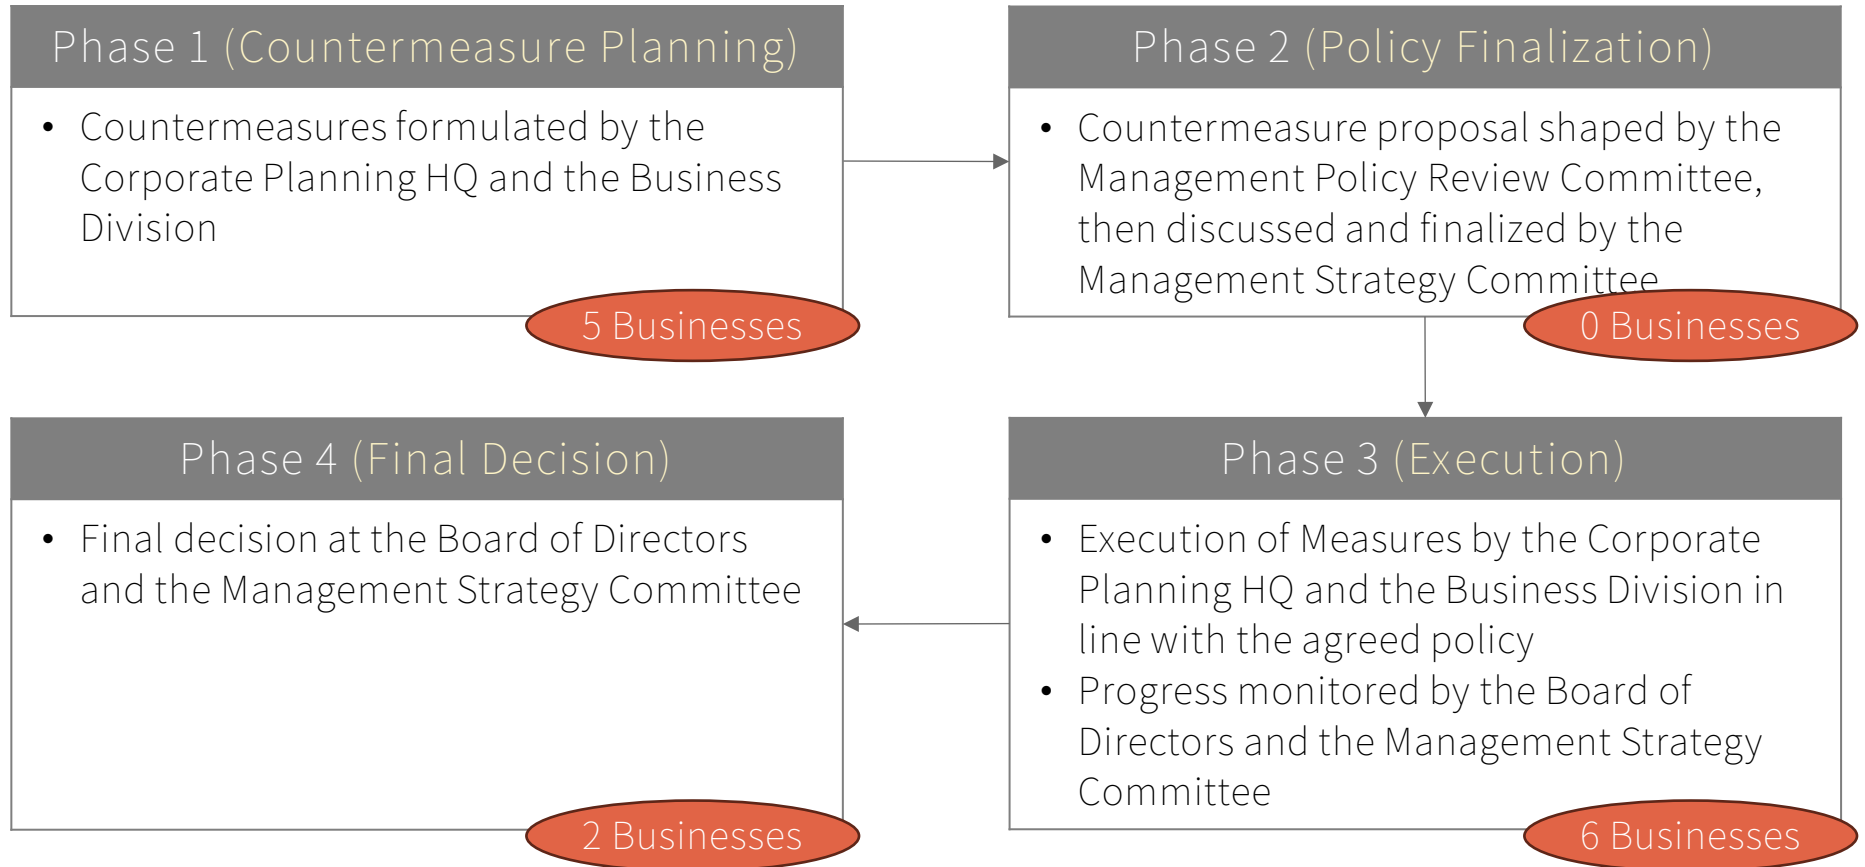 Phase 1 (Countermeasure Planning)
• Countermeasures formulated by the
Corporate Planning HQ and the Business
Division
5 Businesses
Phase 2 (Policy Finalization)
• Countermeasure proposal shaped by the
Management Policy Review Committee,
then discussed and finalized by the
Management Strategy Committee
0 Businesses
Phase 3 (Execution)
• Execution of Measures by the Corporate
Planning HQ and the Business Division in
line with the agreed policy
• Progress monitored by the Board of
Directors and the Management Strategy
Committee
6 Businesses
Phase 4 (Final Decision)
• Final decision at the Board of Directors
and the Management Strategy Committee
2 Businesses